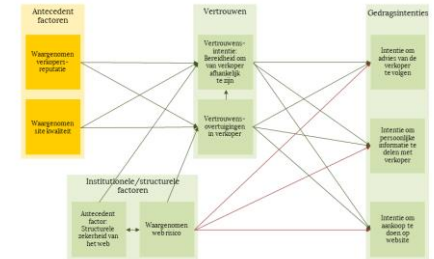 Antecedent
factoren
Waargenomen
verkopers-
reputatie
Waargenomen
site kwaliteit
Vertrouwen
Vertrouwens-
intentie:
Bereidheid om
van verkoper
afhankelijk
te zijn
Vertrouwens-
overtuigingen
in verkoper
Institutionele/structurele
factoren
Antecedent
factor:
Structurele
zekerheid van
het web
Waargenomen
web risico
Gedragsintenties
Intentie om
advies van de
verkoper
te volgen
Intentie om
persoonlijke
informatie te
delen met
verkoper
Intentie om
aankoop te
doen op
website